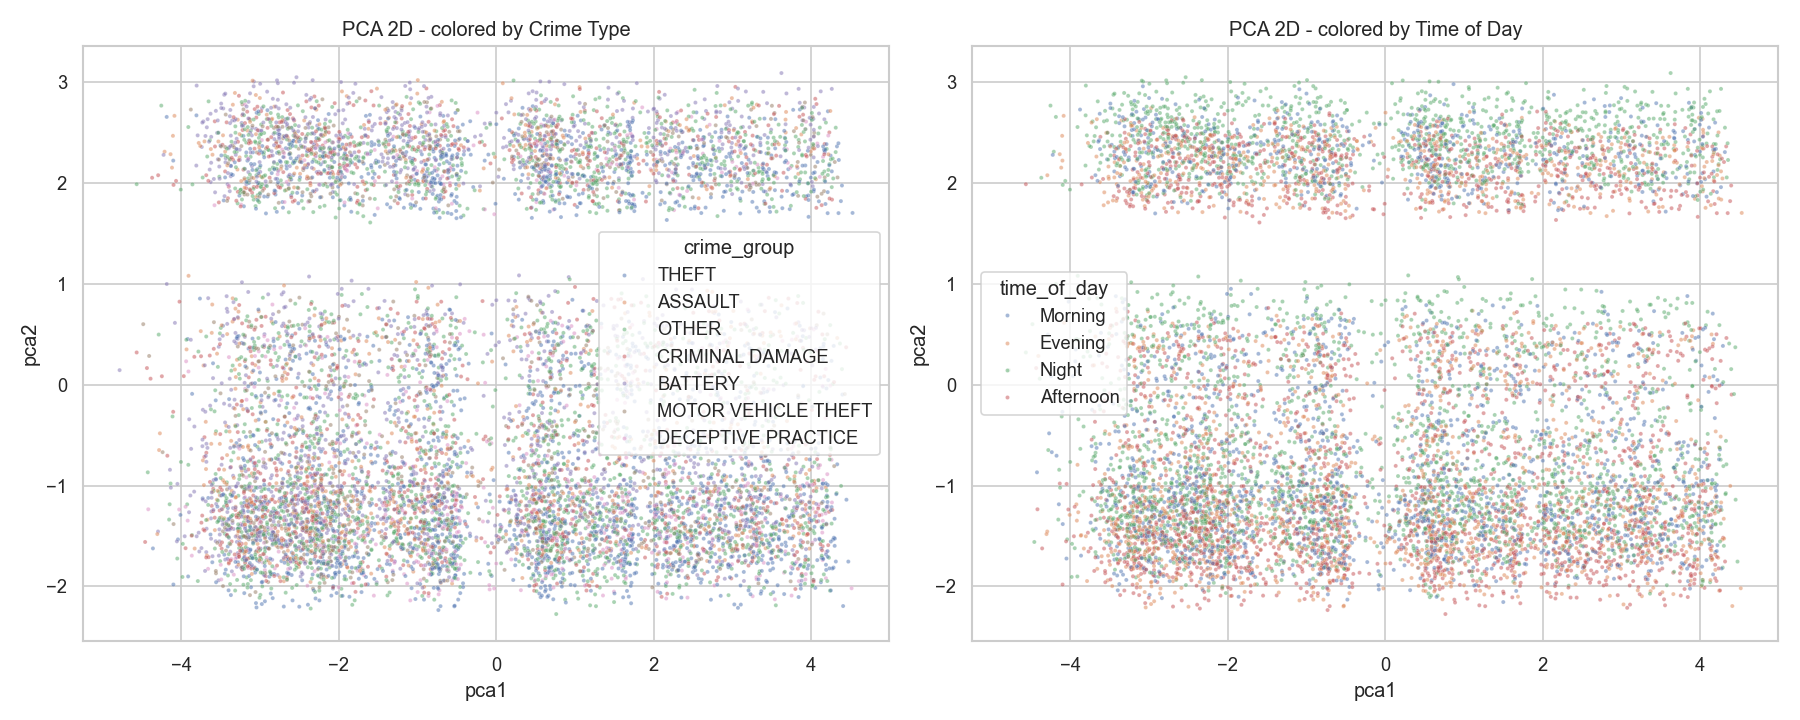 PCA 2D - colored by Crime Type
3
2
1
0
−1
−2
pca2
−4
−2
0
2
4
pca1
crime_group
THEFT
ASSAULT
OTHER
CRIMINAL DAMAGE
BATTERY
MOTOR VEHICLE THEFT
DECEPTIVE PRACTICE
PCA 2D - colored by Time of Day
3
2
1
0
−1
−2
pca2
−4
−2
0
2
4
pca1
time_of_day
Morning
Evening
Night
Afternoon